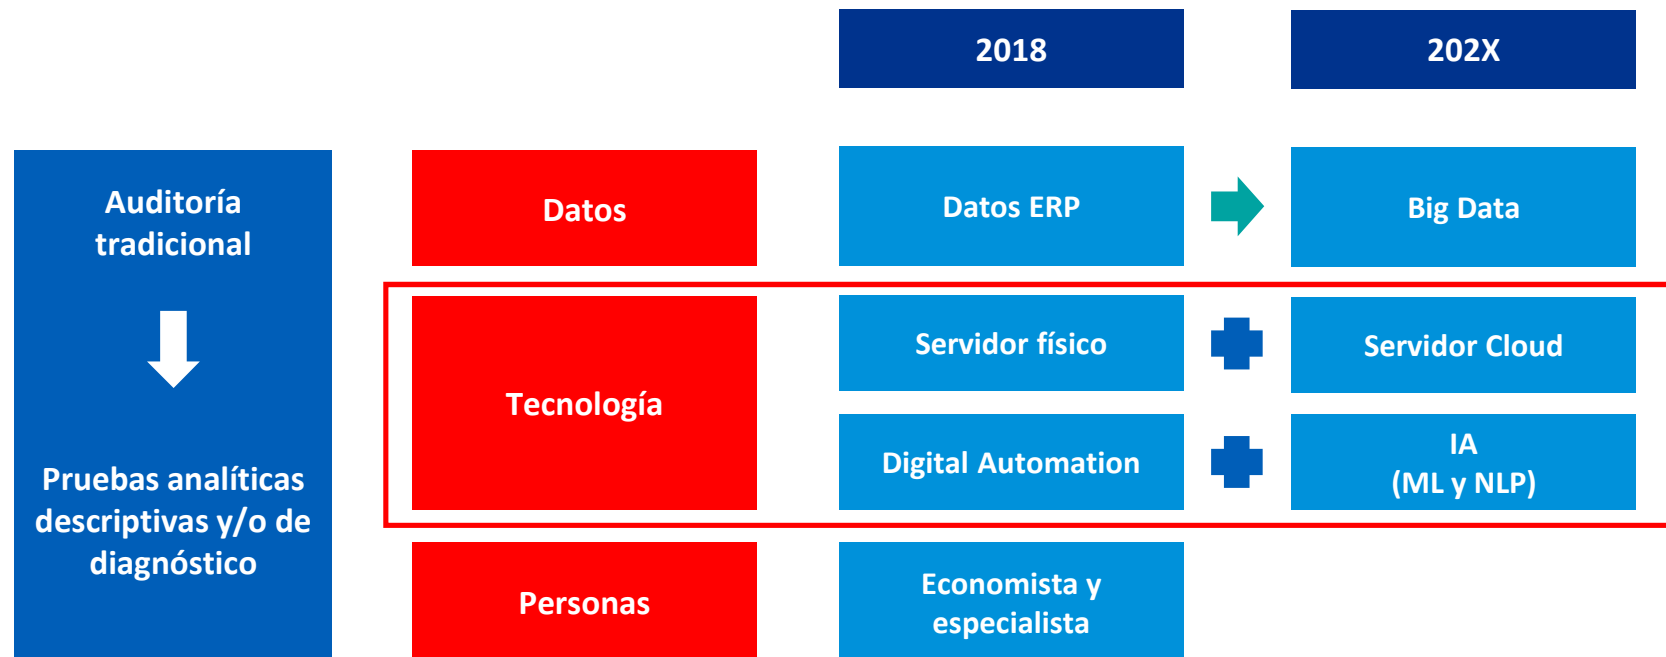 2018
202X
Auditoría
tradicional
Pruebas analíticas
descriptivas y/o de
diagnóstico
Datos
Datos ERP
Big Data
Tecnología
Servidor físico
Servidor Cloud
Digital Automation
IA
(ML y NLP)
Personas
Economista y
especialista